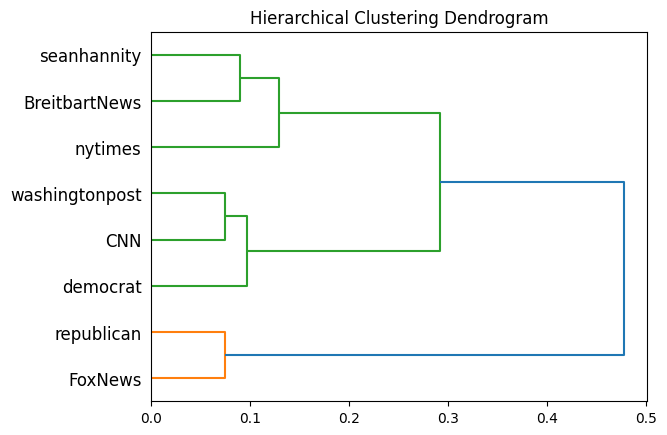 Hierarchical Clustering Dendrogram
seanhannity
BreitbartNews
nytimes
washingtonpost
CNN
democrat
republican
FoxNews
0.0 0.1 0.2 0.3 0.4 0.5